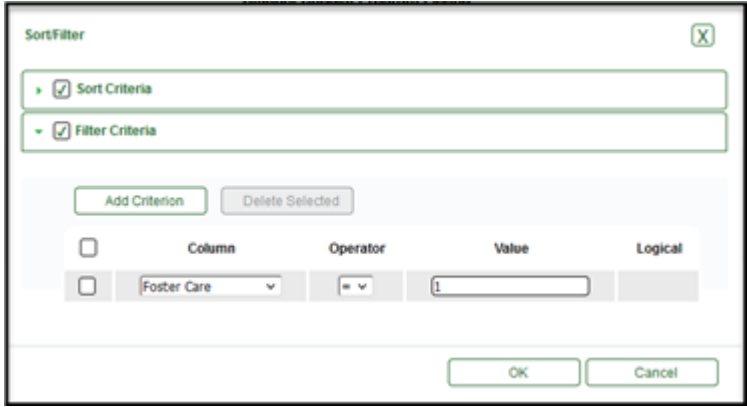 Sort/Filter X
Sort Criteria
Filter Criteria
Add Criterion Delete Selected
Column Operator Value Logical
Foster Care = 1
OK Cancel